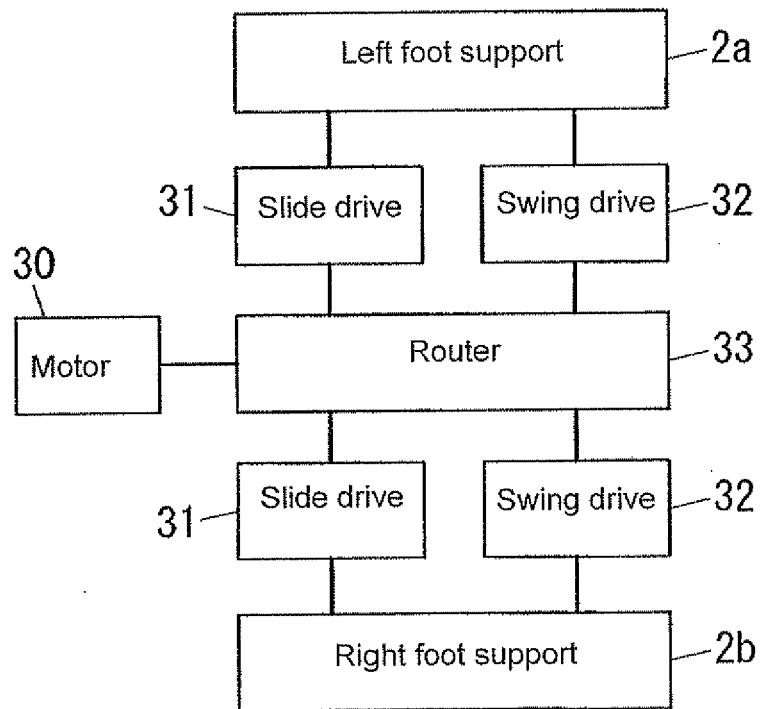 Left foot support 2a
31 Slide drive Swing drive 32
30
Motor Router 33
31 Slide drive Swing drive 32
Right foot support 2b